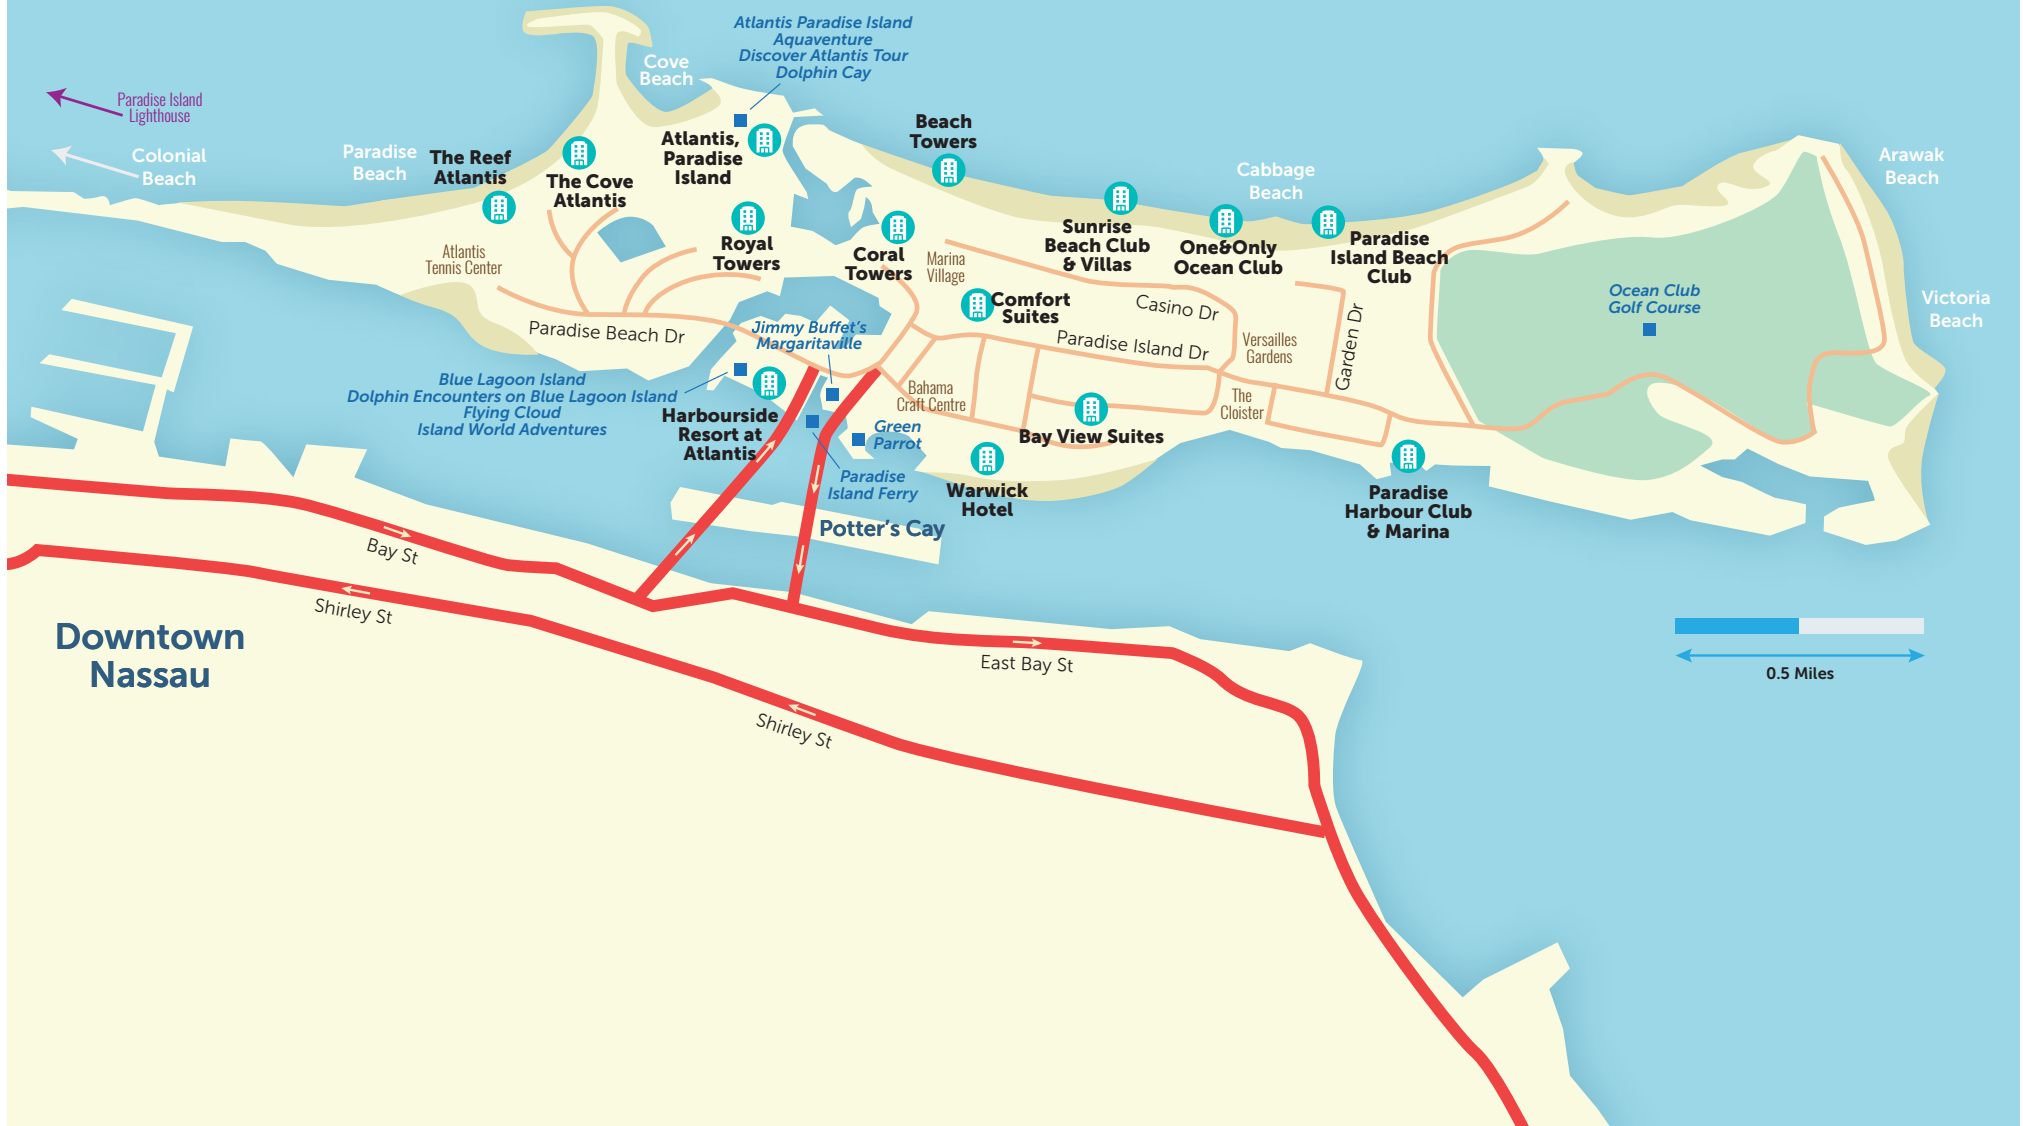 Atlantis Paradise Island
Aquaventure
Discover Atlantis Tour
Dolphin Cay
Cove
Beach
Paradise Island
Lighthouse
Colonial
Beach
Paradise
Beach
The Reef
Atlantis
The Cove
Atlantis
Atlantis,
Paradise
Island
Beach
Towers
Cabbage
Beach
Arawak
Beach
Royal
Towers
Coral
Towers
Sunrise
Beach Club
& Villas
One&Only
Ocean Club
Paradise
Island Beach
Club
Atlantis
Tennis Center
Marina
Village
Comfort
Suites
Casino Dr
Ocean Club
Golf Course
Victoria
Beach
Paradise Beach Dr
Jimmy Buffet's
Margaritaville
Paradise Island Dr
Versailles
Gardens
Garden Dr
Blue Lagoon Island
Dolphin Encounters on Blue Lagoon Island
Flying Cloud
Island World Adventures
Harbourside
Resort at
Atlantis
Bahama
Craft Centre
The
Cloister
Green
Parrot
Bay View Suites
Paradise
Island Ferry
Warwick
Hotel
Paradise
Harbour Club
& Marina
Potter's Cay
Bay St
Shirley St
Downtown
Nassau
East Bay St
Shirley St
0.5 Miles